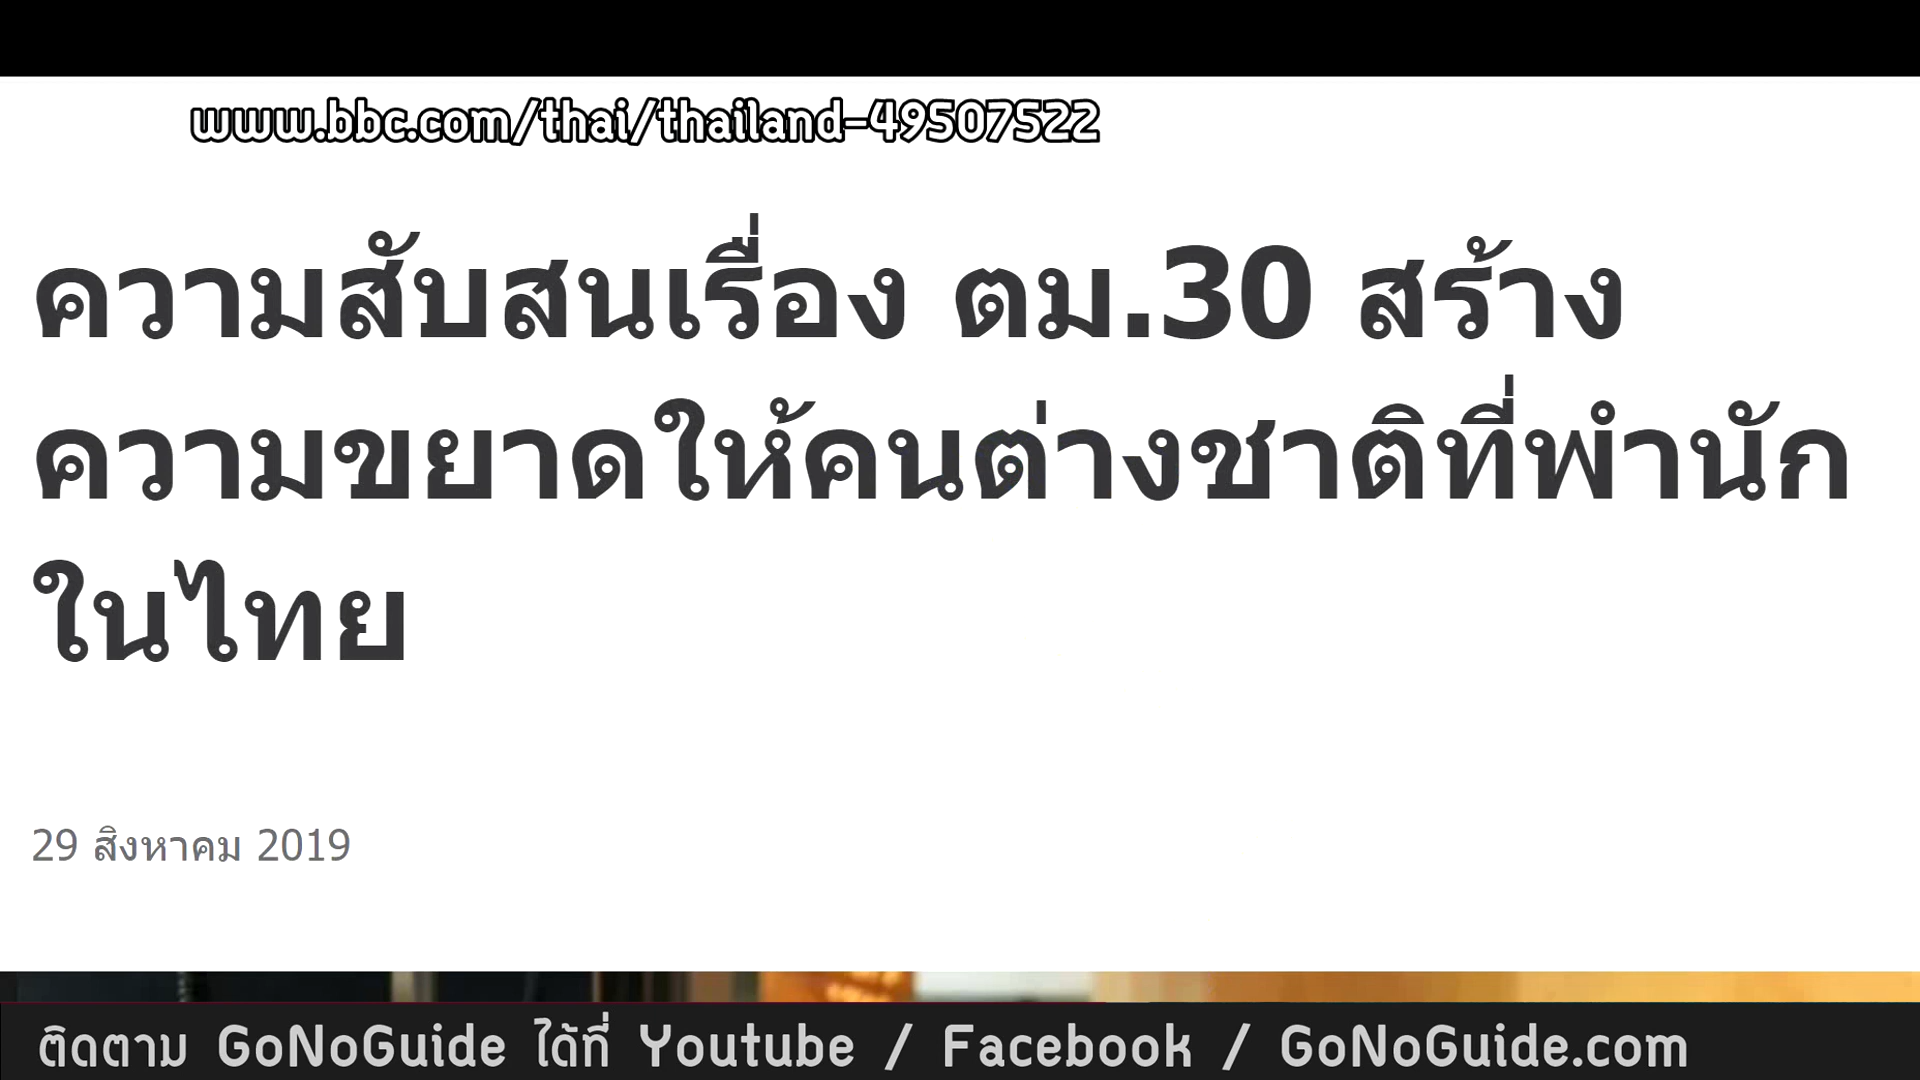 www.bbc.com/thai/thailand-49507522
ความสับสนเรื่อง ตม.30 สร้าง
ความขยาดให้คนต่างชาติที่พำนัก
ในไทย
29 สิงหาคม 2019
ติดตาม GoNoGuide ได้ที่ Youtube / Facebook / GoNoGuide.com